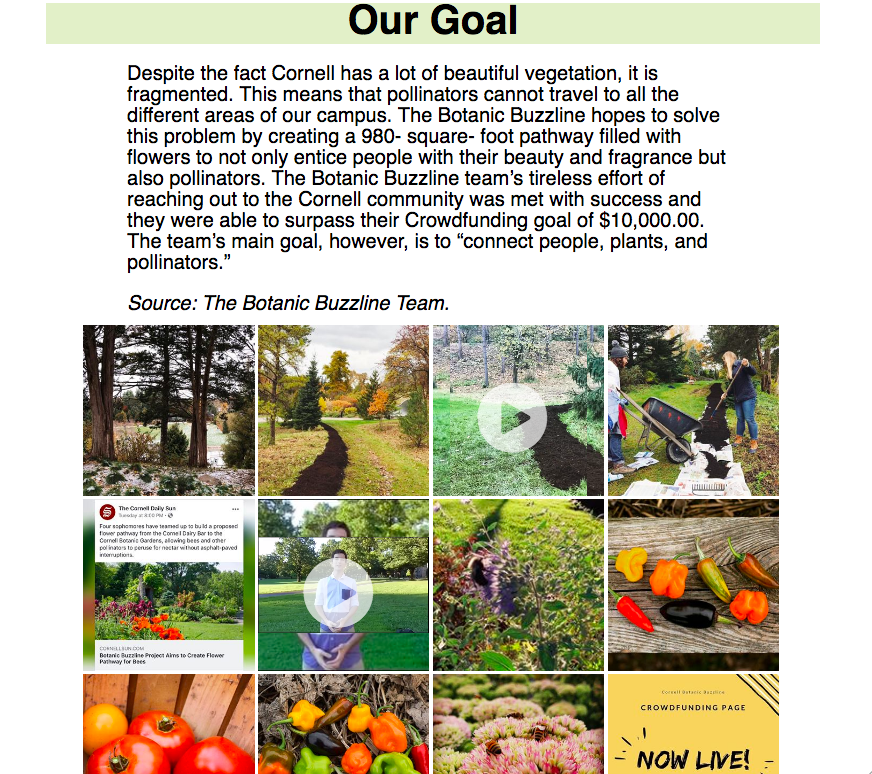 Our Goal
Despite the fact Cornell has a lot of beautiful vegetation, it is
fragmented. This means that pollinators cannot travel to all the
different areas of our campus. The Botanic Buzzline hopes to solve
this problem by creating a 980- square- foot pathway filled with
flowers to not only entice people with their beauty and fragrance but
also pollinators. The Botanic Buzzline team’s tireless effort of
reaching out to the Cornell community was met with success and
they were able to surpass their Crowdfunding goal of $10,000.00.
The team’s main goal, however, is to “connect people, plants, and
pollinators.”
Source: The Botanic Buzzline Team.
The Cornell Daily Sun
Tuesday at 8:00 PM
Four sophomores have teamed up to build a proposed
flower pathway from the Cornell Dairy Bar to the
Cornell Botanic Gardens, allowing bees and other
pollinators to peruse for nectar without asphalt-paved
interruptions.
CORNELLSUN.COM
Botanic Buzzline Project Aims to Create Flower
Pathway for Bees
Cornell Botanic Buzzline
CROWDFUNDING PAGE
NOW LIVE!